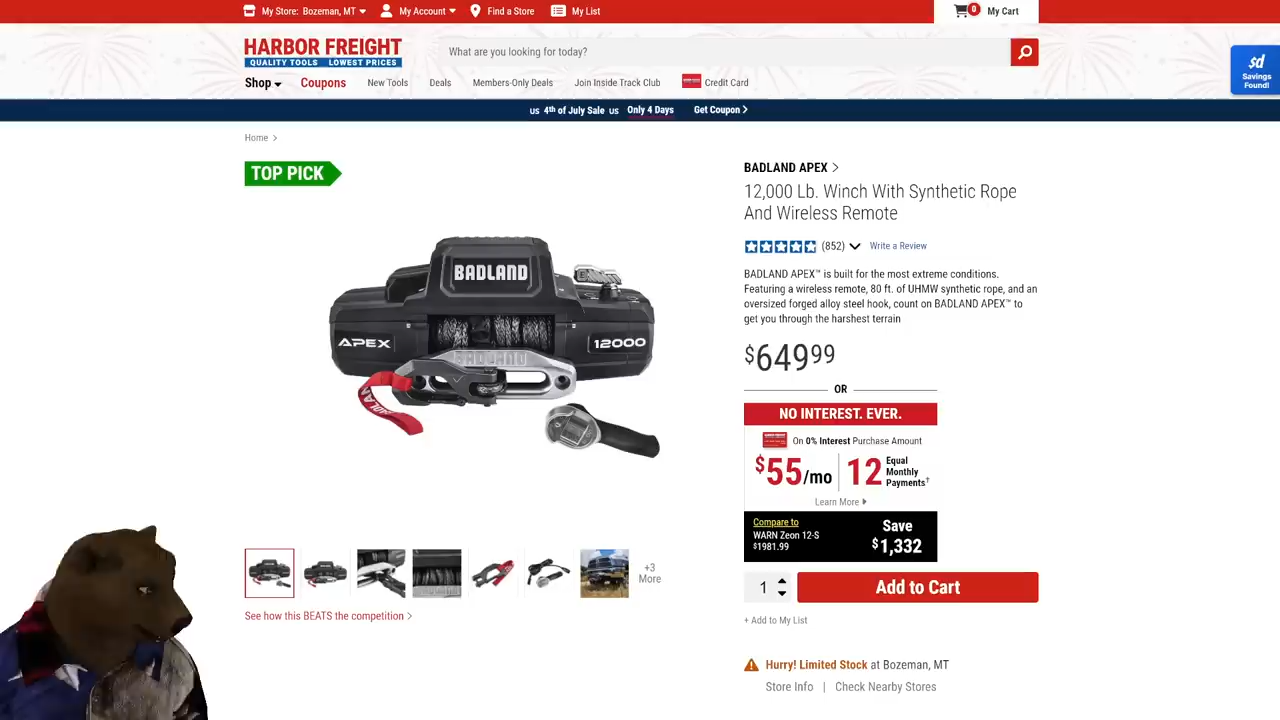 My Store: Bozeman, MT
My Account
Find a Store
My List
0
My Cart
HARBOR FREIGHT
QUALITY TOOLS LOWEST PRICES
What are you looking for today?
sd
Savings
Found!
Shop
Coupons
New Tools
Deals
Members-Only Deals
Join Inside Track Club
Credit Card
US 4th of July Sale US Only 4 Days Get Coupon
Home
TOP PICK
BADLAND APEX
12,000 Lb. Winch With Synthetic Rope
And Wireless Remote
(852)
Write a Review
BADLAND APEX™ is built for the most extreme conditions.
Featuring a wireless remote, 80 ft. of UHMW synthetic rope, and an
oversized forged alloy steel hook, count on BADLAND APEX™ to
get you through the harshest terrain
BADLAND
APEX
12000
BADLAND
BADLAND
$649.99
OR
NO INTEREST. EVER.
On 0% Interest Purchase Amount
$55/mo
12
Equal
Monthly
Payments†
Learn More
Compare to
WARN Zeon 12-S
$1981.99
Save
$1,332
+3
More
1
Add to Cart
See how this BEATS the competition
+ Add to My List
Hurry! Limited Stock at Bozeman, MT
Store Info | Check Nearby Stores